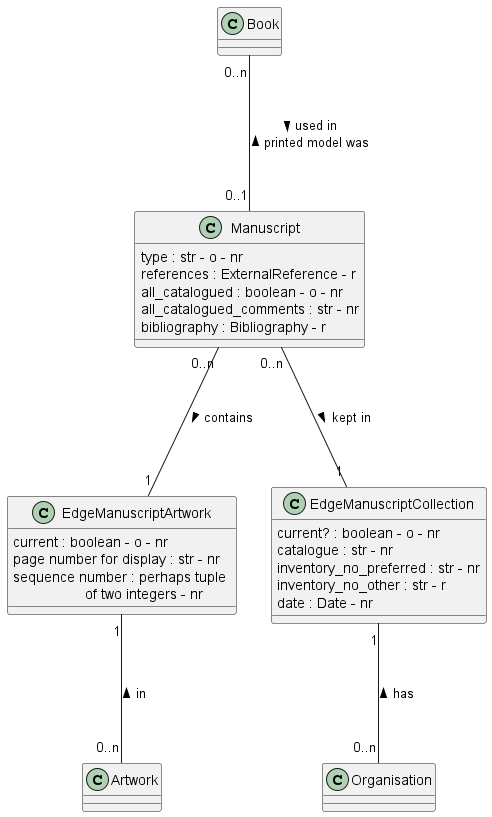 C Book
0..n
used in
printed model was
0..1
C Manuscript
type : str - o - nr
references : ExternalReference - r
all_catalogued : boolean - o - nr
all_catalogued_comments : str - nr
bibliography : Bibliography - r
0..n 0..n
contains kept in
1 1
C EdgeManuscriptArtwork
current : boolean - o - nr
page number for display : str - nr
sequence number : perhaps tuple
of two integers - nr
C EdgeManuscriptCollection
current? : boolean - o - nr
catalogue : str - nr
inventory_no_preferred : str - nr
inventory_no_other : str - r
date : Date - nr
1 1
in has
0..n 0..n
C Artwork C Organisation